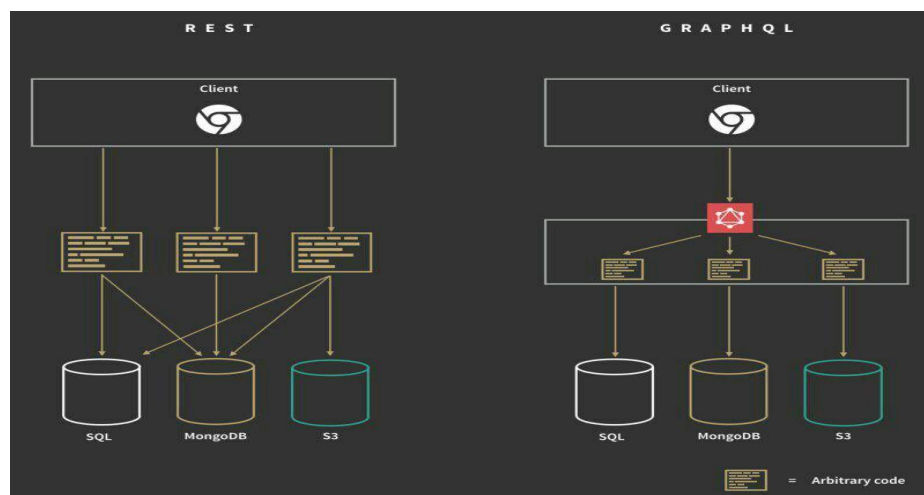 REST
GRAPHQL
Client
Client
SQL
MongoDB
S3
SQL
MongoDB
S3
= Arbitrary code